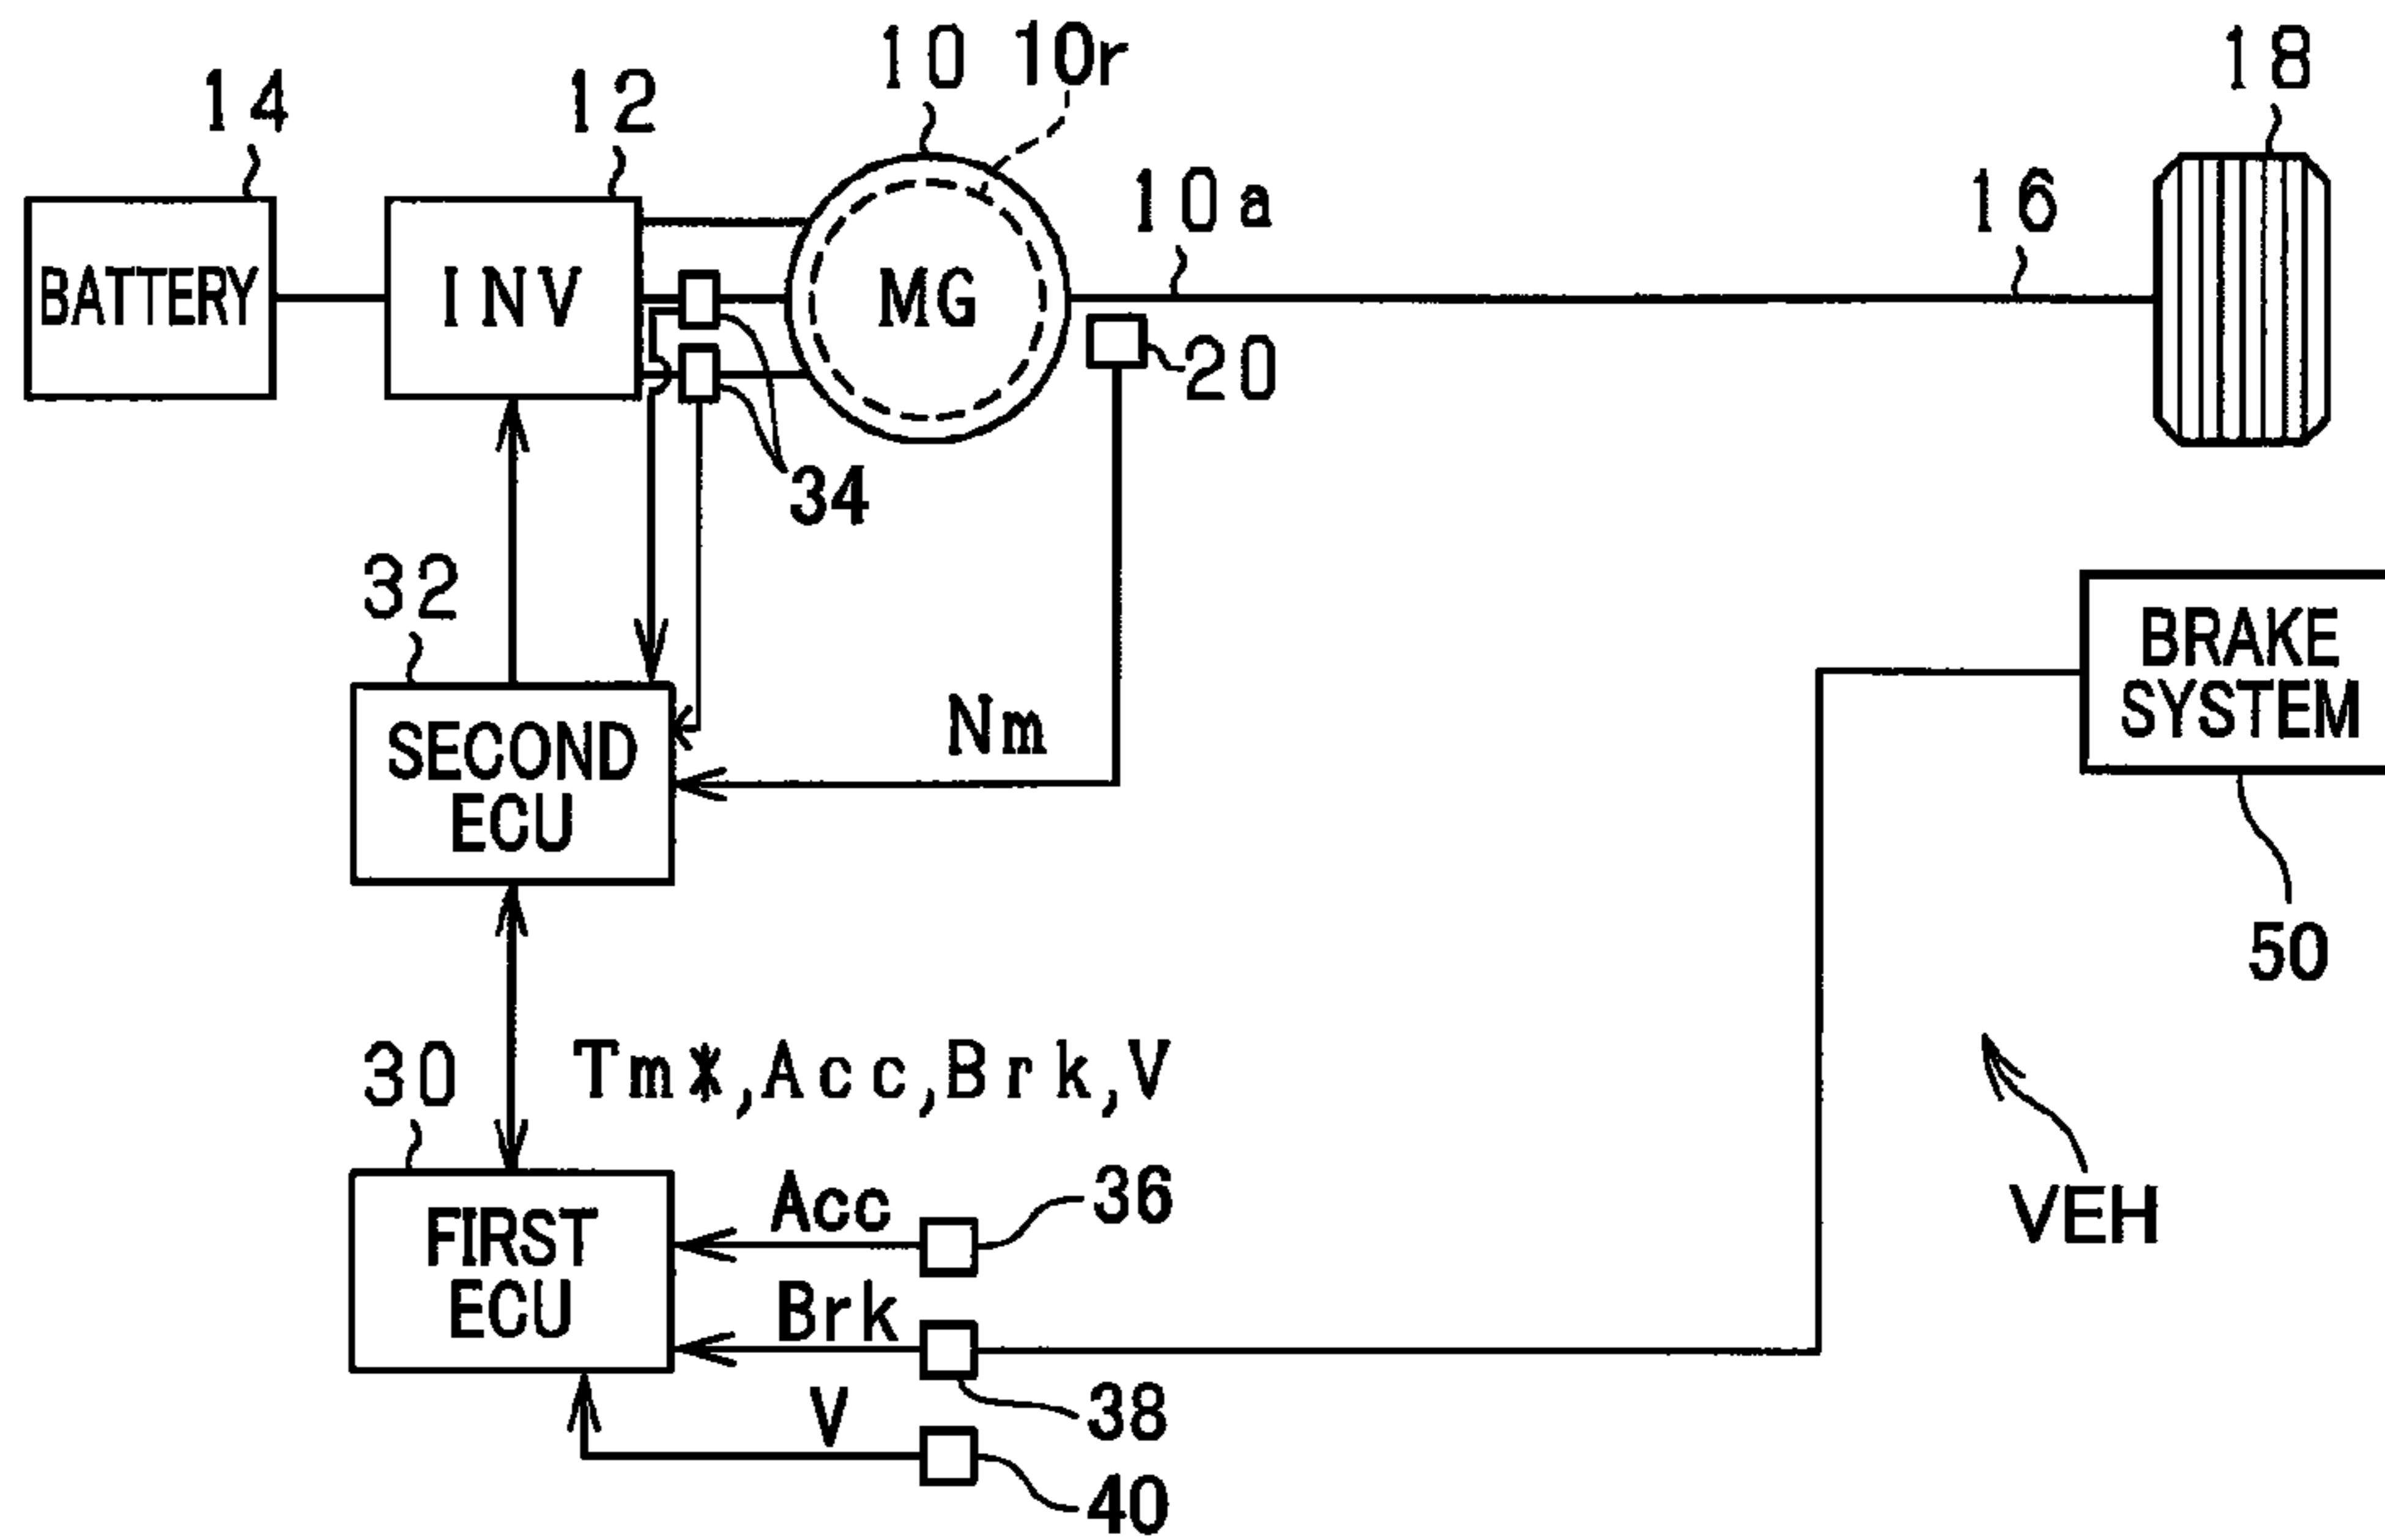 14
12
10
10r
18
10a
16
BATTERY
INV
MG
20
34
32
SECOND
ECU
Nm
BRAKE
SYSTEM
50
30
Tm*,Acc,Brk,V
VEH
FIRST
ECU
Acc
36
Brk
38
V
40